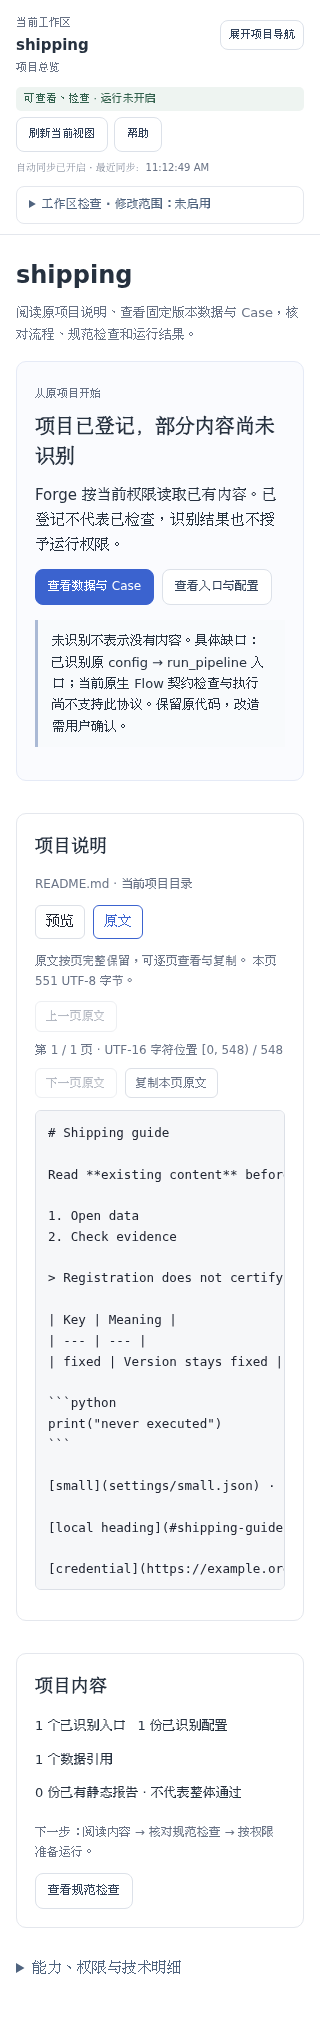 当前工作区
shipping
项目总览
展开项目导航
可查看、检查 · 运行未开启
刷新当前视图
帮助
自动同步已开启 · 最近同步：11:12:49 AM
▶ 工作区检查 · 修改范围：未启用
shipping
阅读原项目说明、查看固定版本数据与 Case，核
对流程、规范检查和运行结果。
从原项目开始
项目已登记，部分内容尚未
识别
Forge 按当前权限读取已有内容。已
登记不代表已检查，识别结果也不授
予运行权限。
查看数据与 Case
查看入口与配置
未识别不表示没有内容。具体缺口：
已识别原 config → run_pipeline 入
口；当前原生 Flow 契约检查与执行
尚不支持此协议。保留原代码，改造
需用户确认。
项目说明
README.md · 当前项目目录
预览
原文
原文按页完整保留，可逐页查看与复制。 本页
551 UTF-8 字节。
上一页原文
第 1 / 1 页 · UTF-16 字符位置 [0, 548) / 548
下一页原文
复制本页原文
# Shipping guide
Read **existing content** befor
1. Open data
2. Check evidence
> Registration does not certify
| Key | Meaning |
| --- | --- |
| fixed | Version stays fixed |
```python
print("never executed")
```
[small](settings/small.json) ·
[local heading](#shipping-guide
[credential](https://example.or
项目内容
1 个已识别入口 1 份已识别配置
1 个数据引用
0 份已有静态报告 · 不代表整体通过
下一步：阅读内容 → 核对规范检查 → 按权限
准备运行。
查看规范检查
▶ 能力、权限与技术明细